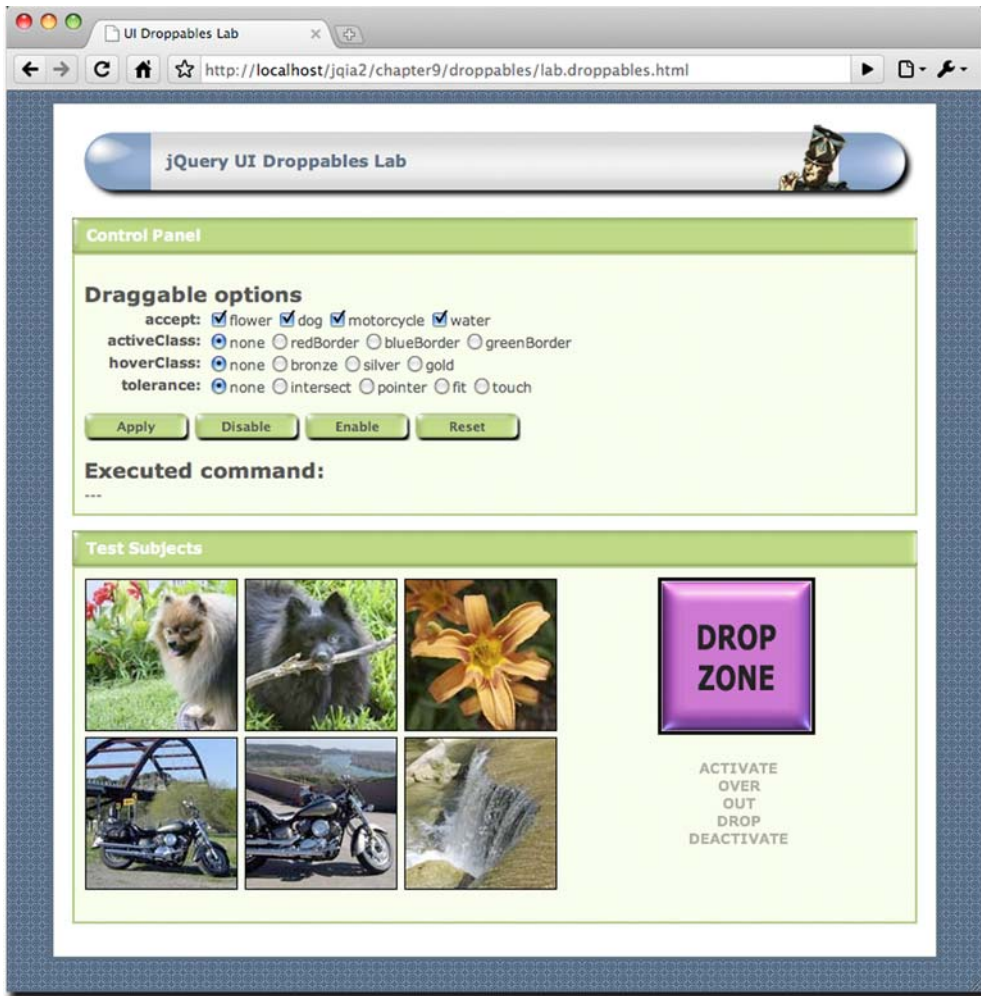 UI Droppables Lab
http://localhost/jqia2/chapter9/droppables/lab.droppables.html
jQuery UI Droppables Lab
Control Panel
Draggable options
accept: flower dog motorcycle water
activeClass: none redBorder blueBorder greenBorder
hoverClass: none bronze silver gold
tolerance: none intersect pointer fit touch
Apply Disable Enable Reset
Executed command:
---
Test Subjects
DROP
ZONE
ACTIVATE
OVER
OUT
DROP
DEACTIVATE